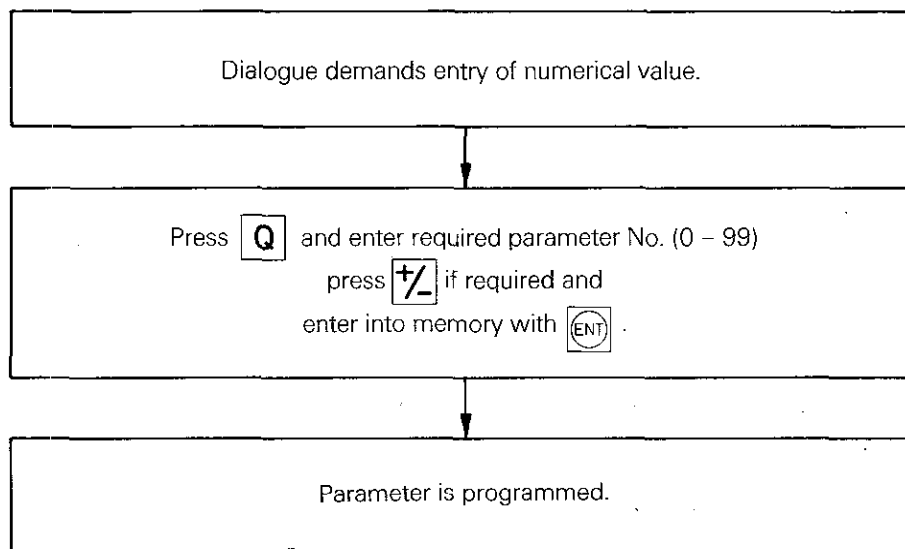 Dialogue demands entry of numerical value.
Press Q and enter required parameter No. (0 – 99)
press +/− if required and
enter into memory with ENT .
Parameter is programmed.